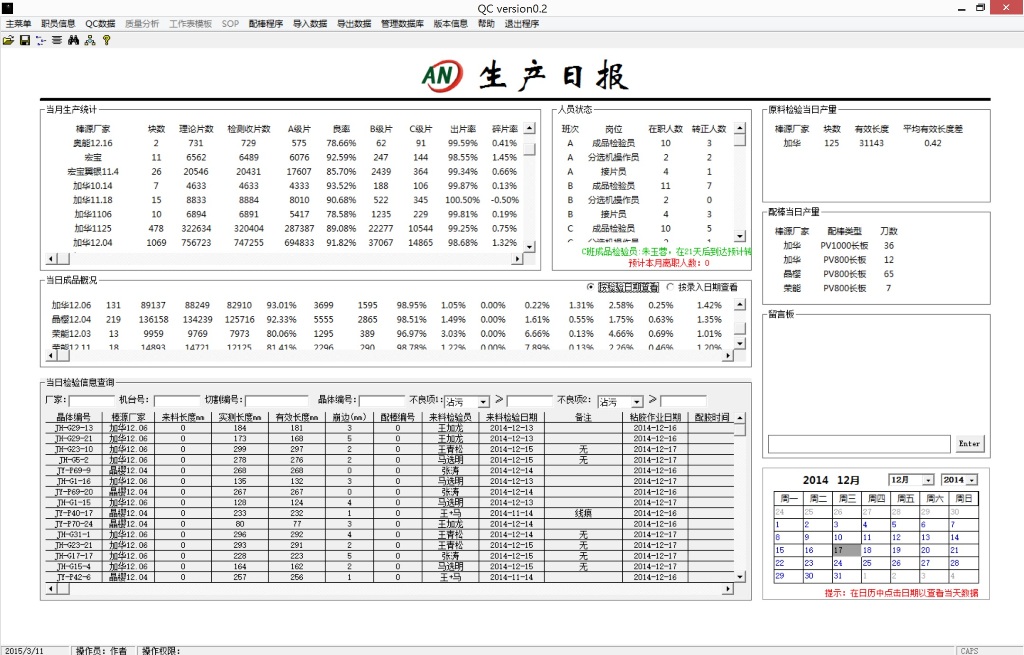 QC version0.2
主菜单 职员信息 QC数据 质量分析 工作表模板 SOP 配棒程序 导入数据 导出数据 管理数据库 版本信息 帮助 退出程序
AN 生产日报
当月生产统计
棒源厂家 块数 理论片数 检测收片数 A级片 良率 B级片 C级片 出片率 碎片率
奥能12.16 2 731 729 575 78.66% 62 91 99.59% 0.41%
宏宝 11 6562 6489 6076 92.59% 247 144 98.55% 1.45%
宏宝冀银11.4 26 20546 20431 17607 85.70% 2439 364 99.34% 0.66%
加华10.14 7 4633 4633 4333 93.52% 188 106 99.87% 0.13%
加华11.18 15 8833 8884 8010 90.68% 522 345 100.50% -0.50%
加华1106 10 6894 6891 5417 78.58% 1235 229 99.81% 0.19%
加华1125 478 322634 320404 287387 89.08% 22277 10544 99.25% 0.75%
加华12.04 1069 756723 747255 694833 91.82% 37067 14865 98.68% 1.32%
人员状态
班次 岗位 在职人数 转正人数
A 成品检验员 10 3
A 分选机操作员 2 2
A 接片员 4 1
B 成品检验员 11 7
B 分选机操作员 2 0
B 接片员 4 3
C 成品检验员 10 5
C 分选机操作员 2 1
C班成品检验员:朱玉蓉，在21天后到达预计转
预计本月离职人数：0
原料检验当日产量
棒源厂家 块数 有效长度 平均有效长度差
加华 125 31143 0.42
配棒当日产量
棒源厂家 配棒类型 刀数
加华 PV1000长板 36
加华 PV800长板 12
晶樱 PV800长板 65
荣能 PV800长板 7
当日成品概况
按检验日期查看 按录入日期查看
加华12.06 131 89137 88249 82910 93.01% 3699 1595 98.95% 1.05% 0.00% 0.22% 1.31% 2.58% 0.25% 1.42%
晶樱12.04 219 136158 134239 125716 92.33% 5555 2865 98.51% 1.49% 0.00% 1.61% 0.55% 1.75% 0.63% 1.35%
荣能12.03 13 9959 9769 7973 80.06% 1295 389 96.97% 3.03% 0.00% 6.66% 0.13% 4.66% 0.69% 1.01%
荣能12.11 18 14893 14721 12125 81.41% 2296 290 98.78% 1.22% 0.00% 7.89% 0.13% 2.26% 0.46% 1.20%
留言板
Enter
当日检验信息查询
厂家: 机台号: 切割编号: 晶体编号: 不良项1: 沾污 > 不良项2: 沾污 >
晶体编号 棒源厂家 来料长度mm 实测长度mm 有效长度mm 崩边(mm) 配棒编号 来料检验员 来料检验日期 备注 粘胶作业日期 配胶时间
JH-G29-13 加华12.06 0 184 181 3 0 王加龙 2014-12-13 2014-12-16
JH-G29-21 加华12.06 0 173 168 5 0 王加龙 2014-12-13 2014-12-16
JH-G23-10 加华12.06 0 299 297 2 0 王青松 2014-12-15 无 2014-12-17
JH-G5-2 加华12.06 0 278 276 2 0 马选明 2014-12-15 无 2014-12-17
JY-P69-9 晶樱12.04 0 268 268 0 0 张涛 2014-12-14 2014-12-16
JH-G1-16 加华12.06 0 135 132 3 0 马选明 2014-12-13 2014-12-17
JY-P69-20 晶樱12.04 0 267 267 0 0 张涛 2014-12-14 2014-12-16
JH-G1-15 加华12.06 0 128 124 4 0 马选明 2014-12-13 2014-12-17
JY-P40-17 晶樱12.04 0 233 232 1 0 王+马 2014-11-14 线痕 2014-12-16
JY-P70-24 晶樱12.04 0 80 77 3 0 王加龙 2014-12-14 2014-12-16
JH-G31-1 加华12.06 0 296 292 4 0 王青松 2014-12-14 无 2014-12-17
JH-G23-21 加华12.06 0 293 291 2 0 王青松 2014-12-15 无 2014-12-17
JH-G17-17 加华12.06 0 228 223 5 0 张涛 2014-12-15 无 2014-12-17
JH-G15-4 加华12.06 0 164 162 2 0 马选明 2014-12-15 无 2014-12-17
JY-P42-6 晶樱12.04 0 257 256 1 0 王+马 2014-11-14 2014-12-16
2014 12月 12月 2014
周一 周二 周三 周四 周五 周六 周日
24 25 26 27 28 29 30
1 2 3 4 5 6 7
8 9 10 11 12 13 14
15 16 17 18 19 20 21
22 23 24 25 26 27 28
29 30 31 1 2 3 4
提示: 在日历中点击日期以查看当天数据
2015/3/11 操作员: 作者 操作权限: CAPS